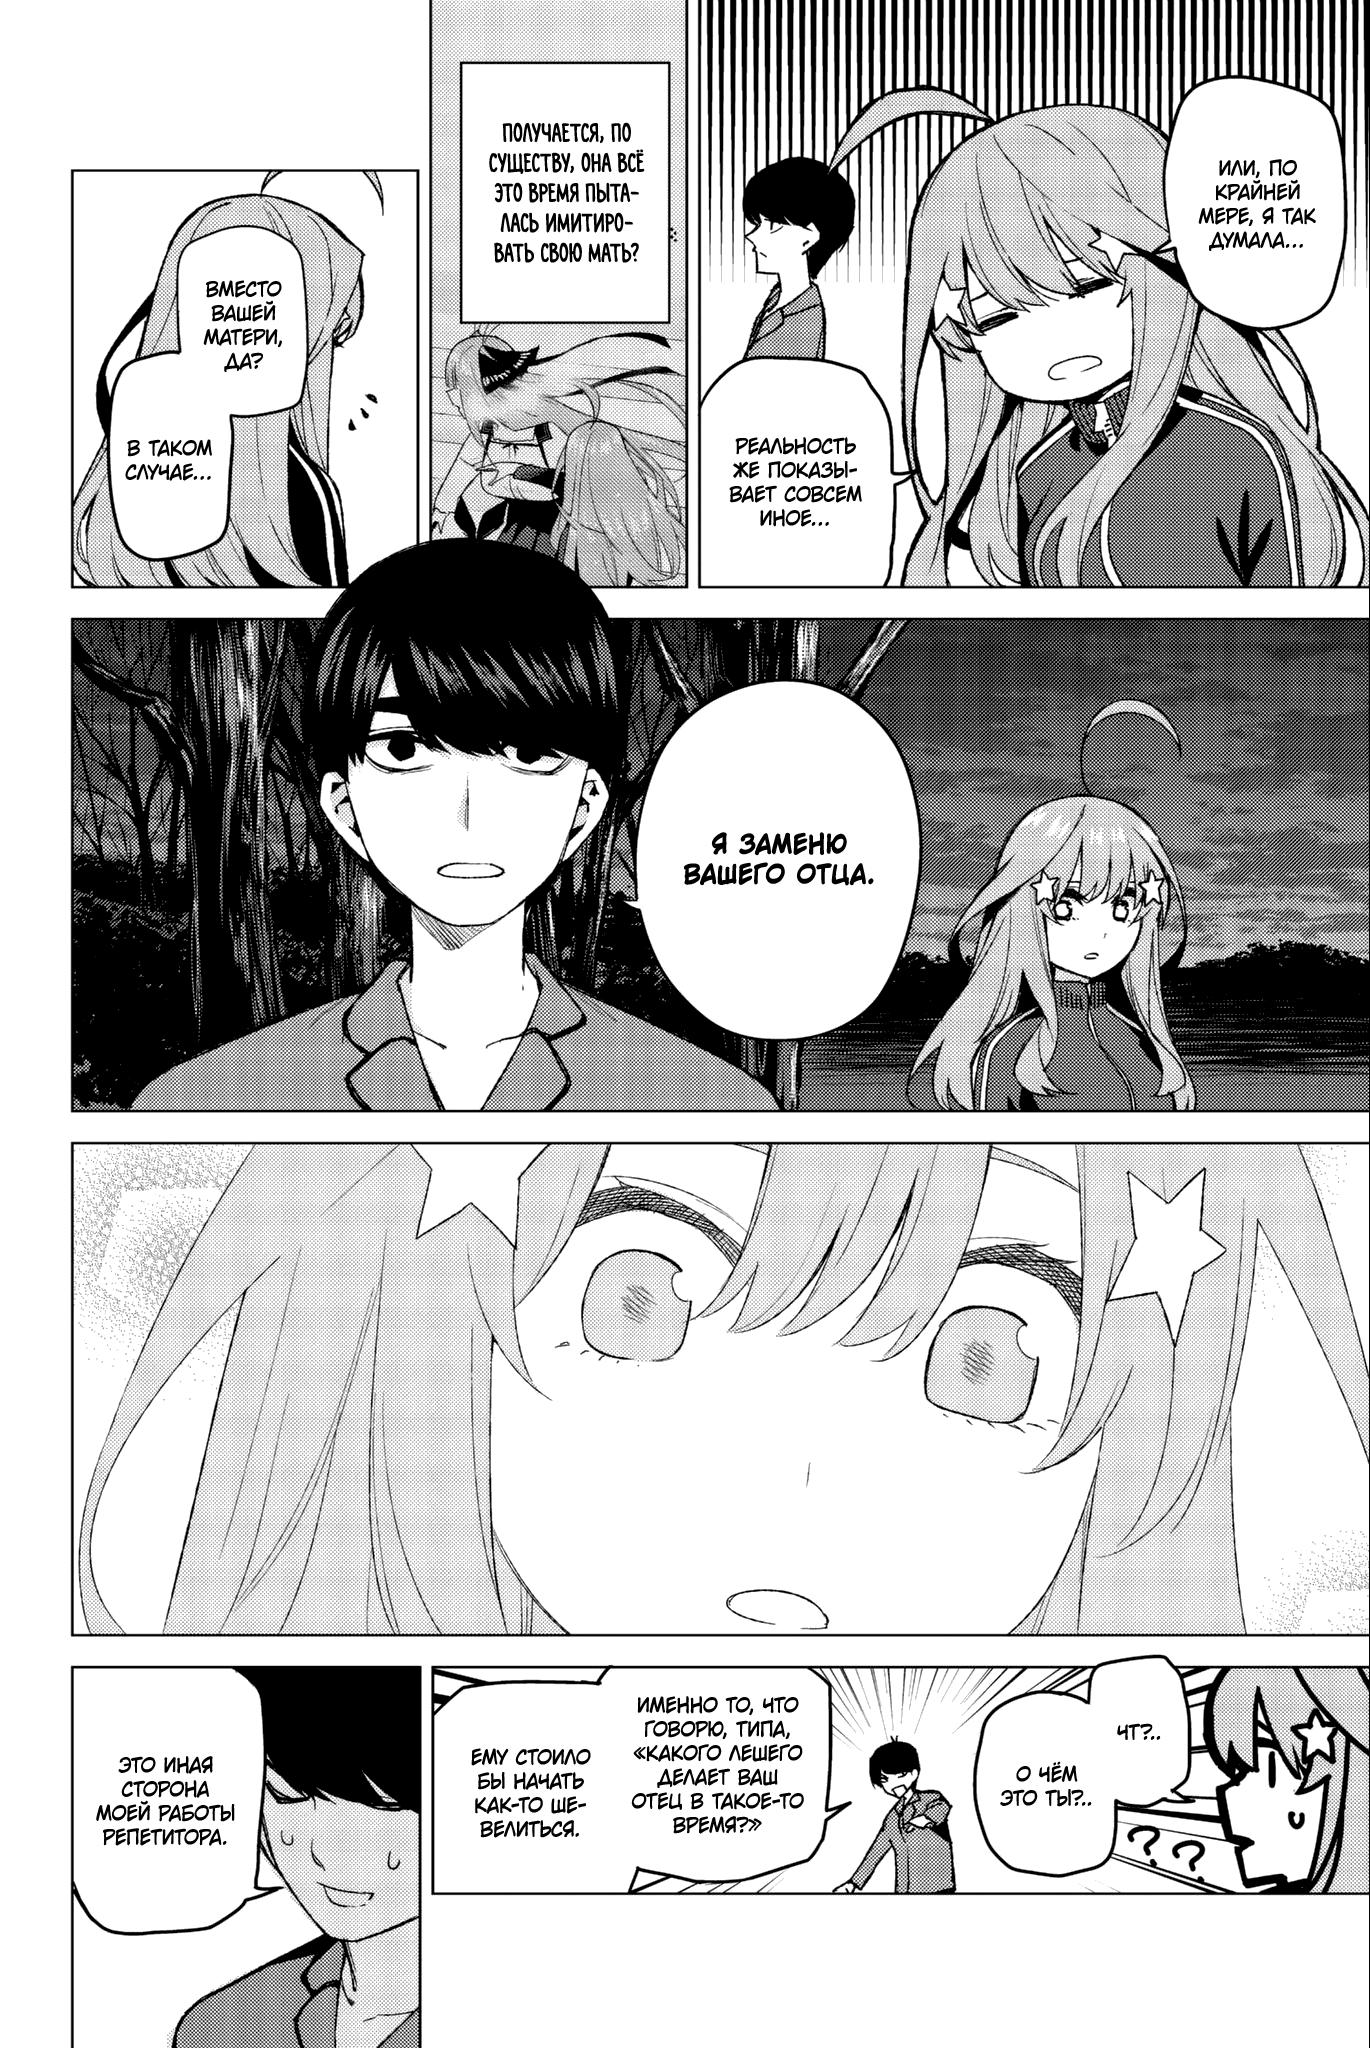 ИЛИ, ПО
КРАЙНЕЙ
МЕРЕ, Я ТАК
ДУМАЛА...
РЕАЛЬНОСТЬ
ЖЕ ПОКАЗЫ-
ВАЕТ СОВСЕМ
ИНОЕ...
ПОЛУЧАЕТСЯ, ПО
СУЩЕСТВУ, ОНА ВСЁ
ЭТО ВРЕМЯ ПЫТА-
ЛАСЬ ИМИТИРО-
ВАТЬ СВОЮ МАТЬ?
ВМЕСТО
ВАШЕЙ
МАТЕРИ,
ДА?
В ТАКОМ
СЛУЧАЕ...
Я ЗАМЕНЮ
ВАШЕГО ОТЦА.
ЧТ?..
О ЧЁМ
ЭТО ТЫ?..
??
ИМЕННО ТО, ЧТО
ГОВОРЮ, ТИПА,
«КАКОГО ЛЕШЕГО
ДЕЛАЕТ ВАШ
ОТЕЦ В ТАКОЕ-ТО
ВРЕМЯ?»
ЕМУ СТОИЛО
БЫ НАЧАТЬ
КАК-ТО ШЕ-
ВЕЛИТЬСЯ.
ЭТО ИНАЯ
СТОРОНА
МОЕЙ РАБОТЫ
РЕПЕТИТОРА.